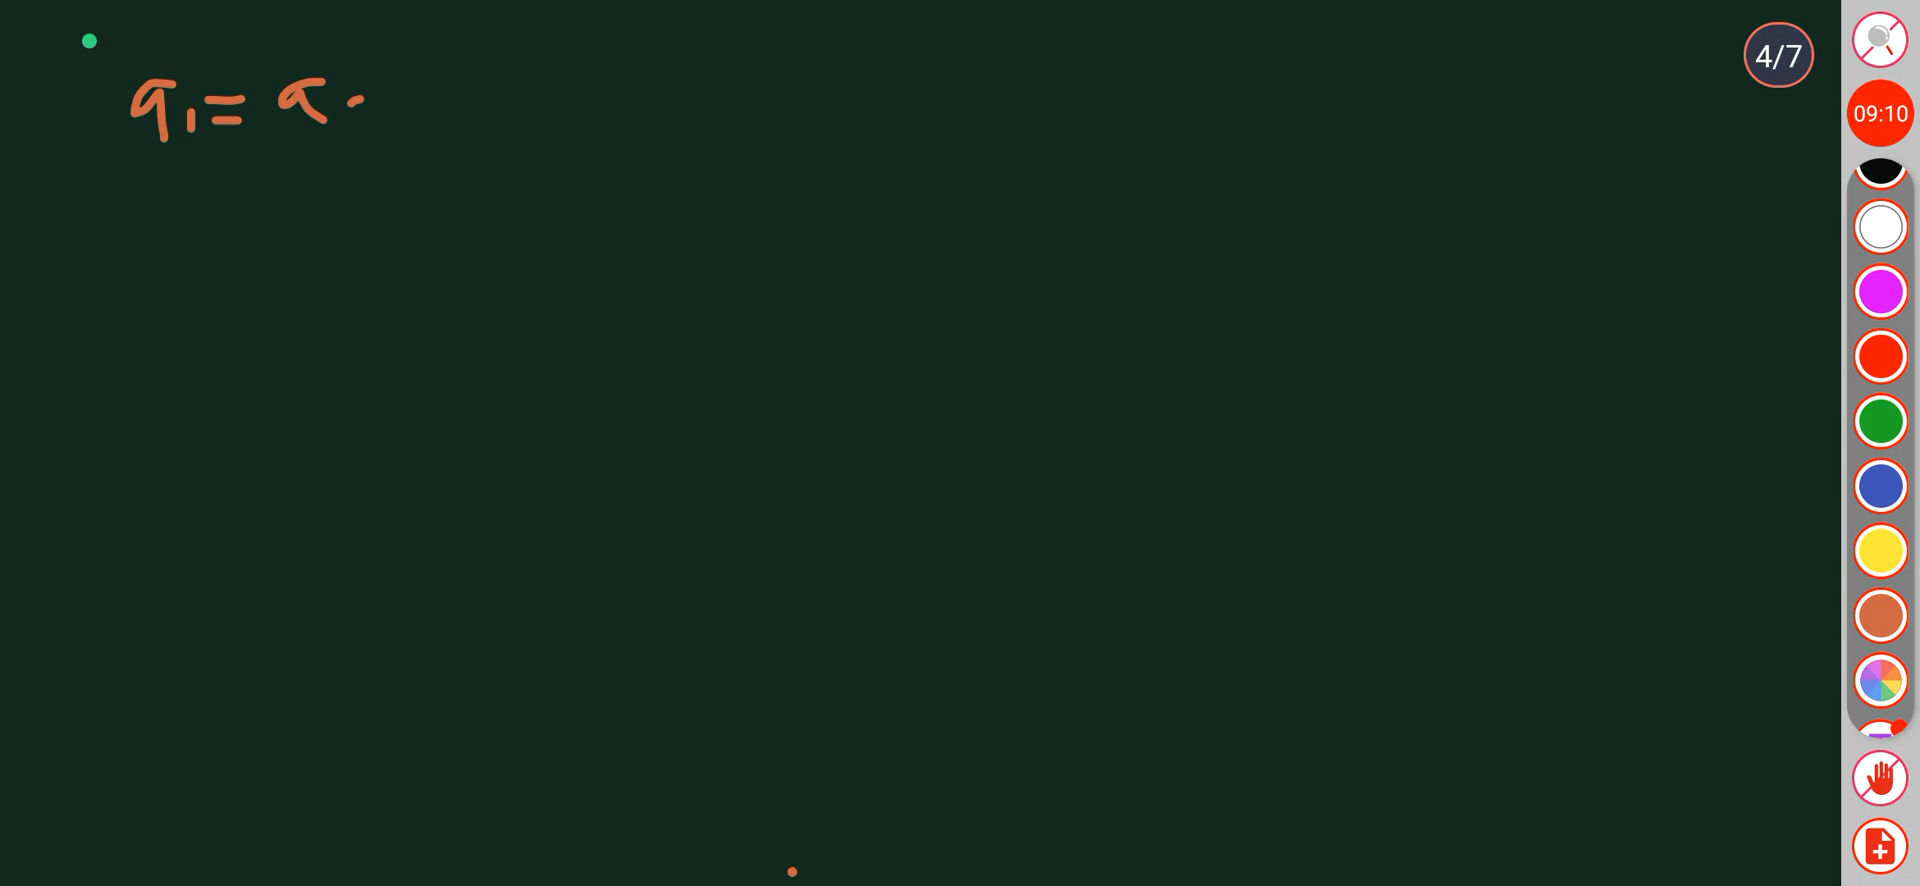 a₁ = a -
4/7
09:10